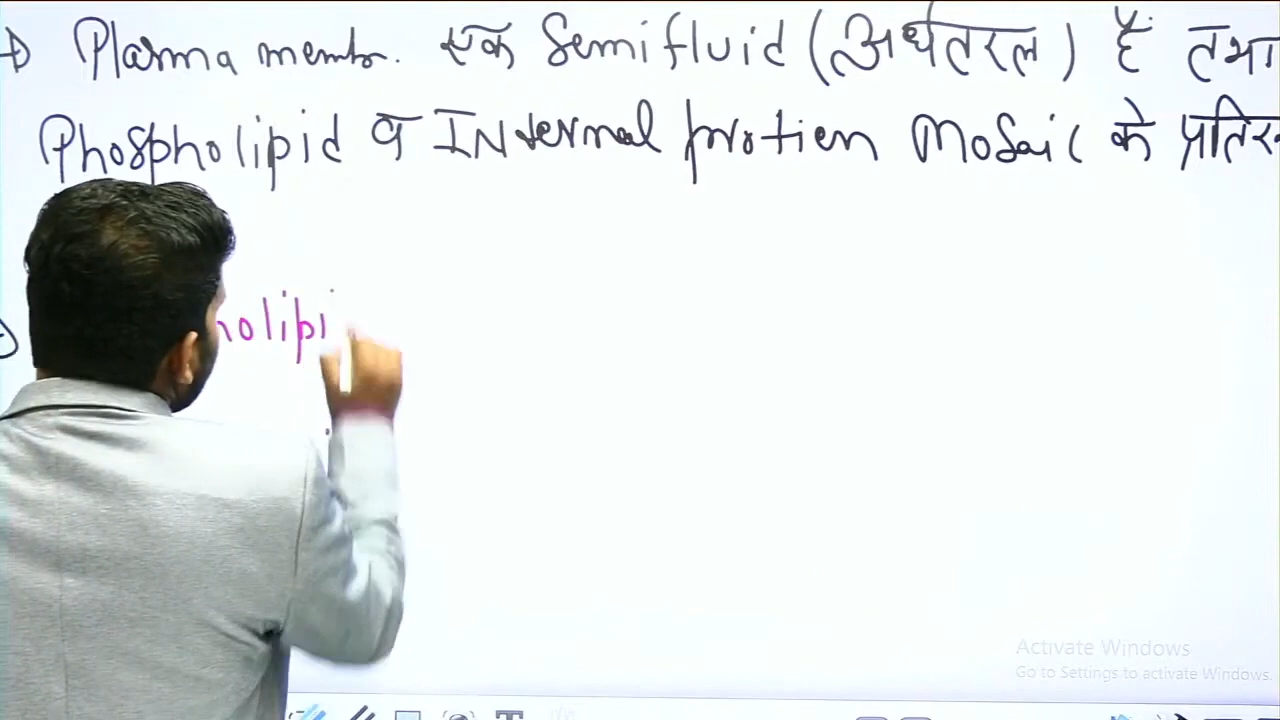 Plasma membr. एक Semifluid (अर्धतरल) है तथा
Phospholipid व INternal protien Mosaic के
holipi
Activate Windows
Go to Settings to activate Windows.